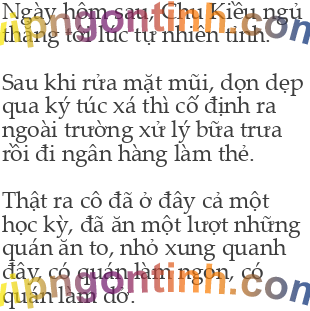 Ngày hôm sau, Chu Kiều ngủ
thẳng tới lúc tự nhiên tỉnh.
Sau khi rửa mặt mũi, dọn dẹp
qua ký túc xá thì cố định ra
ngoài trường xử lý bữa trưa
rồi đi ngân hàng làm thẻ.
Thật ra cô đã ở đây cả một
học kỳ, đã ăn một lượt những
quán ăn to, nhỏ xung quanh
đây, có quán làm ngon, có
quán làm dở.